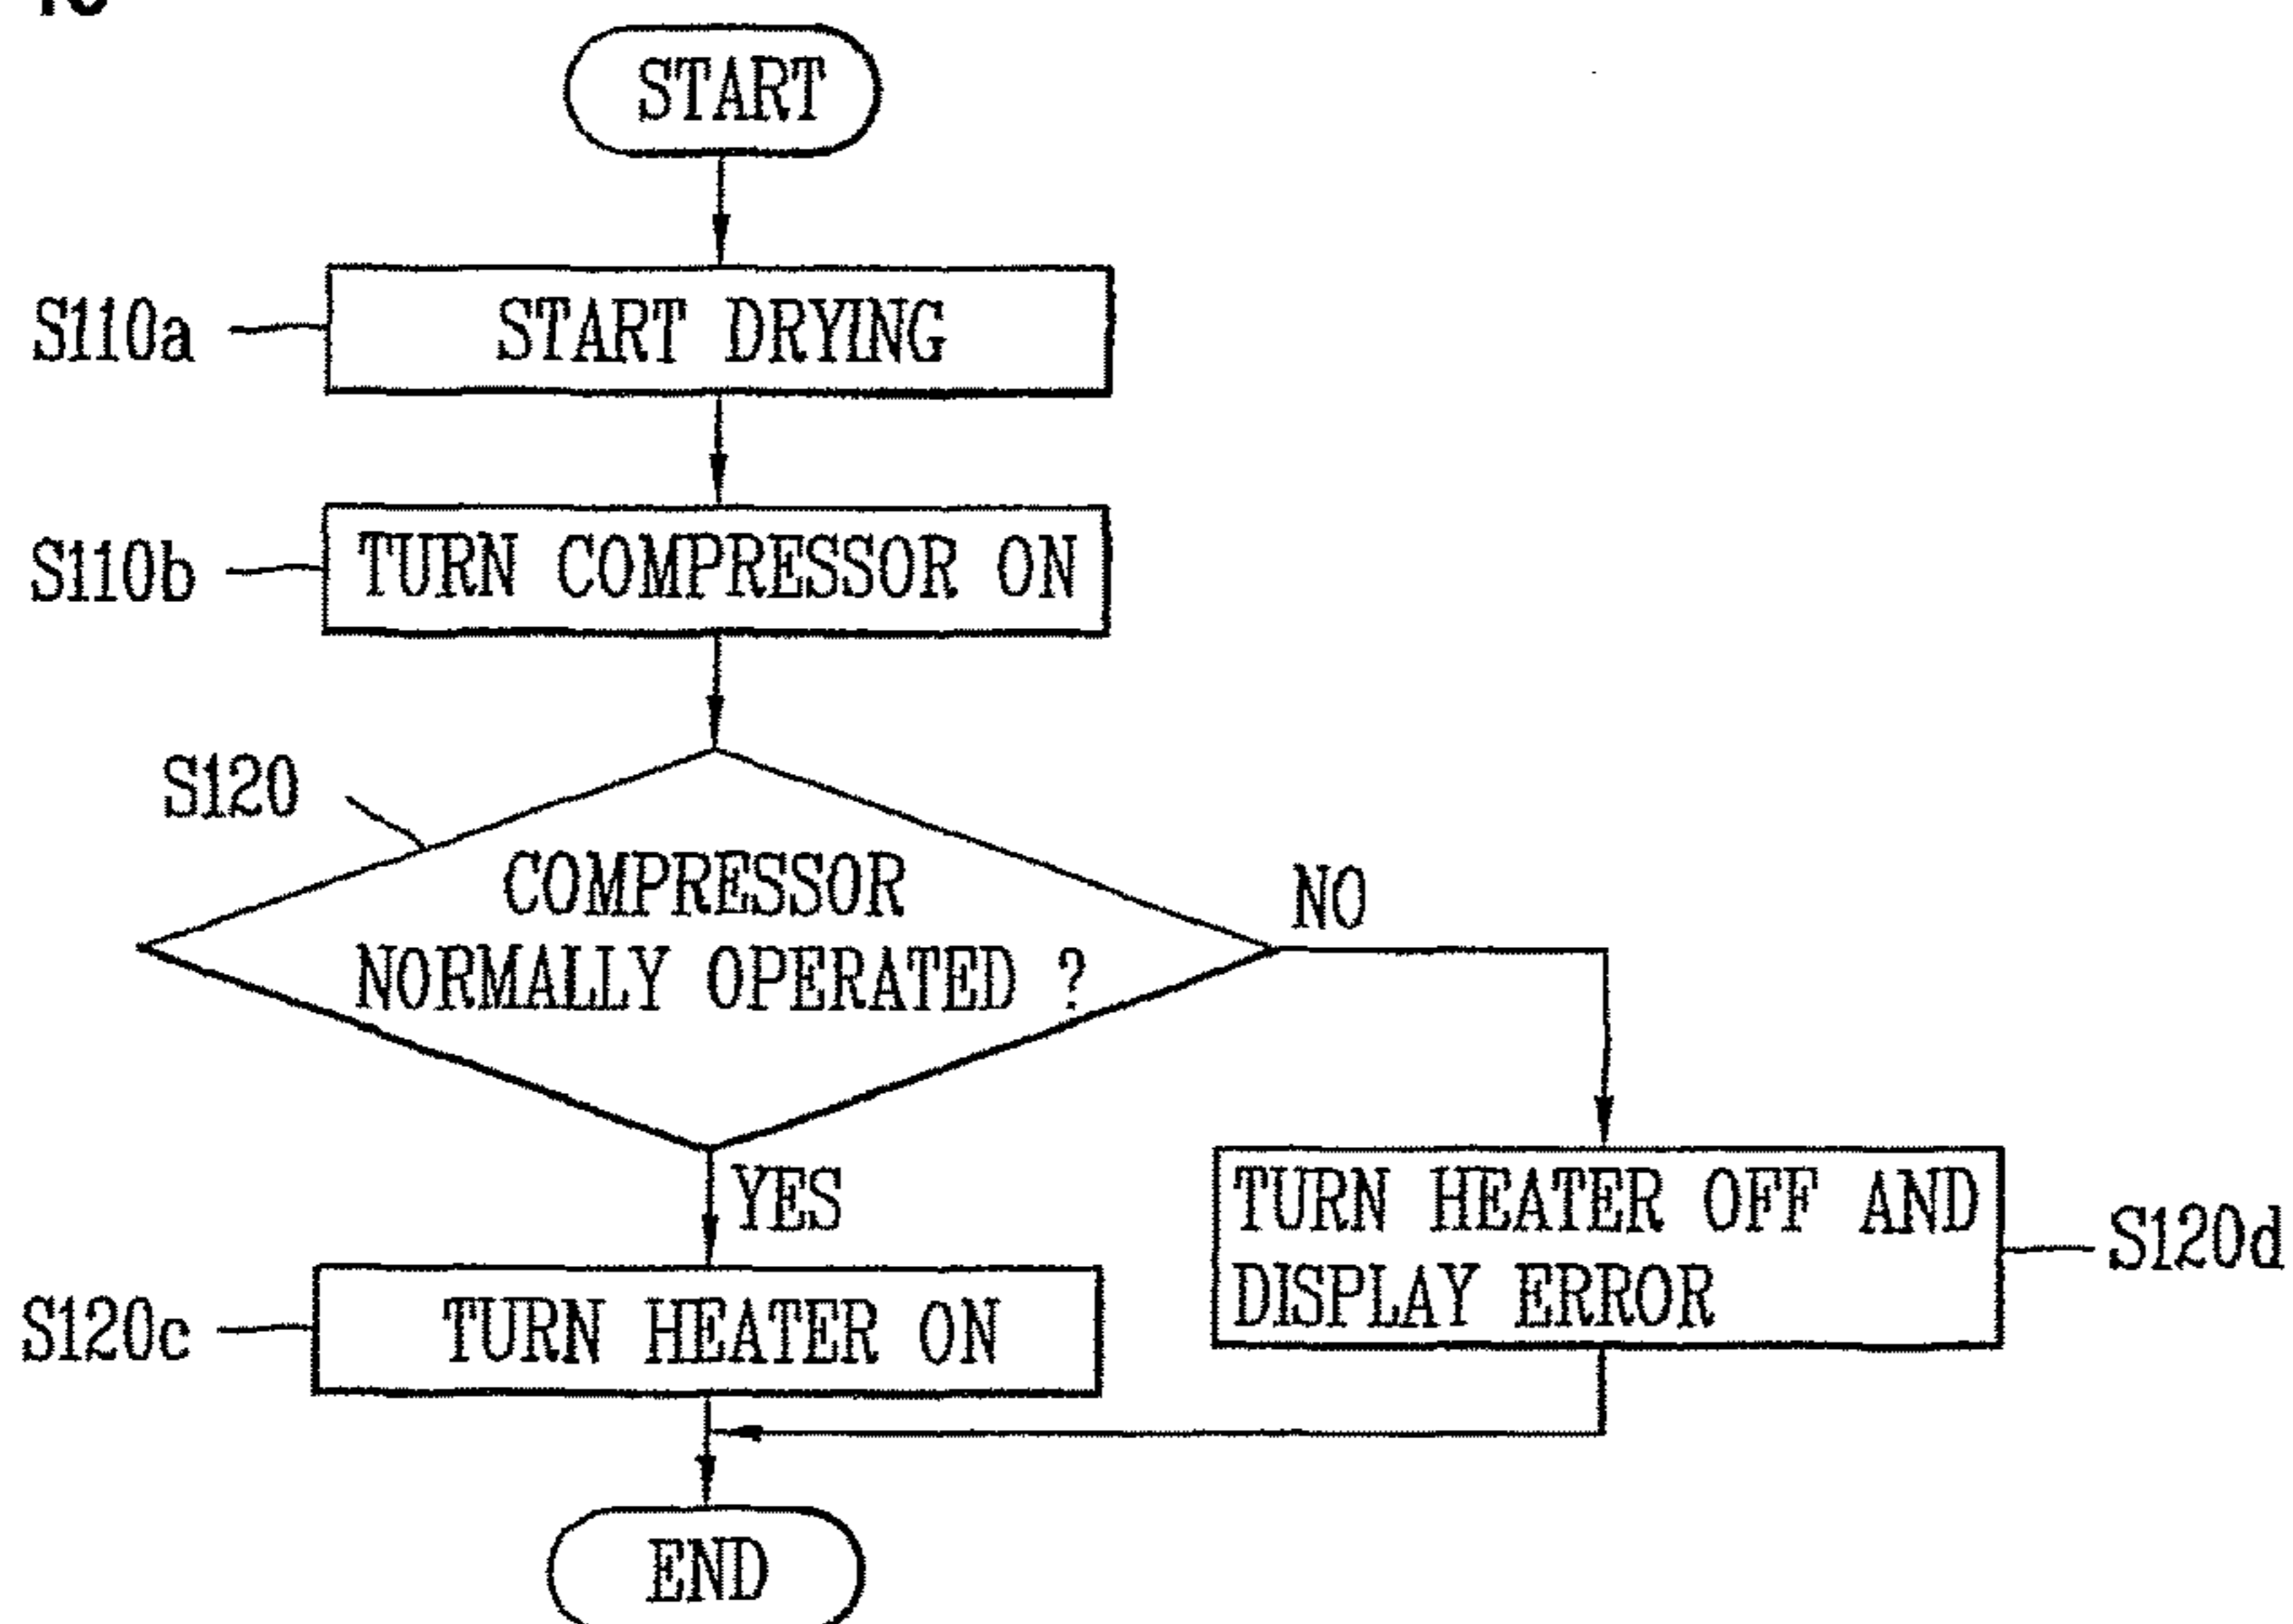 START
S110a
START DRYING
S110b
TURN COMPRESSOR ON
S120
COMPRESSOR
NORMALLY OPERATED ?
NO
YES
TURN HEATER OFF AND
DISPLAY ERROR
S120d
S120c
TURN HEATER ON
END